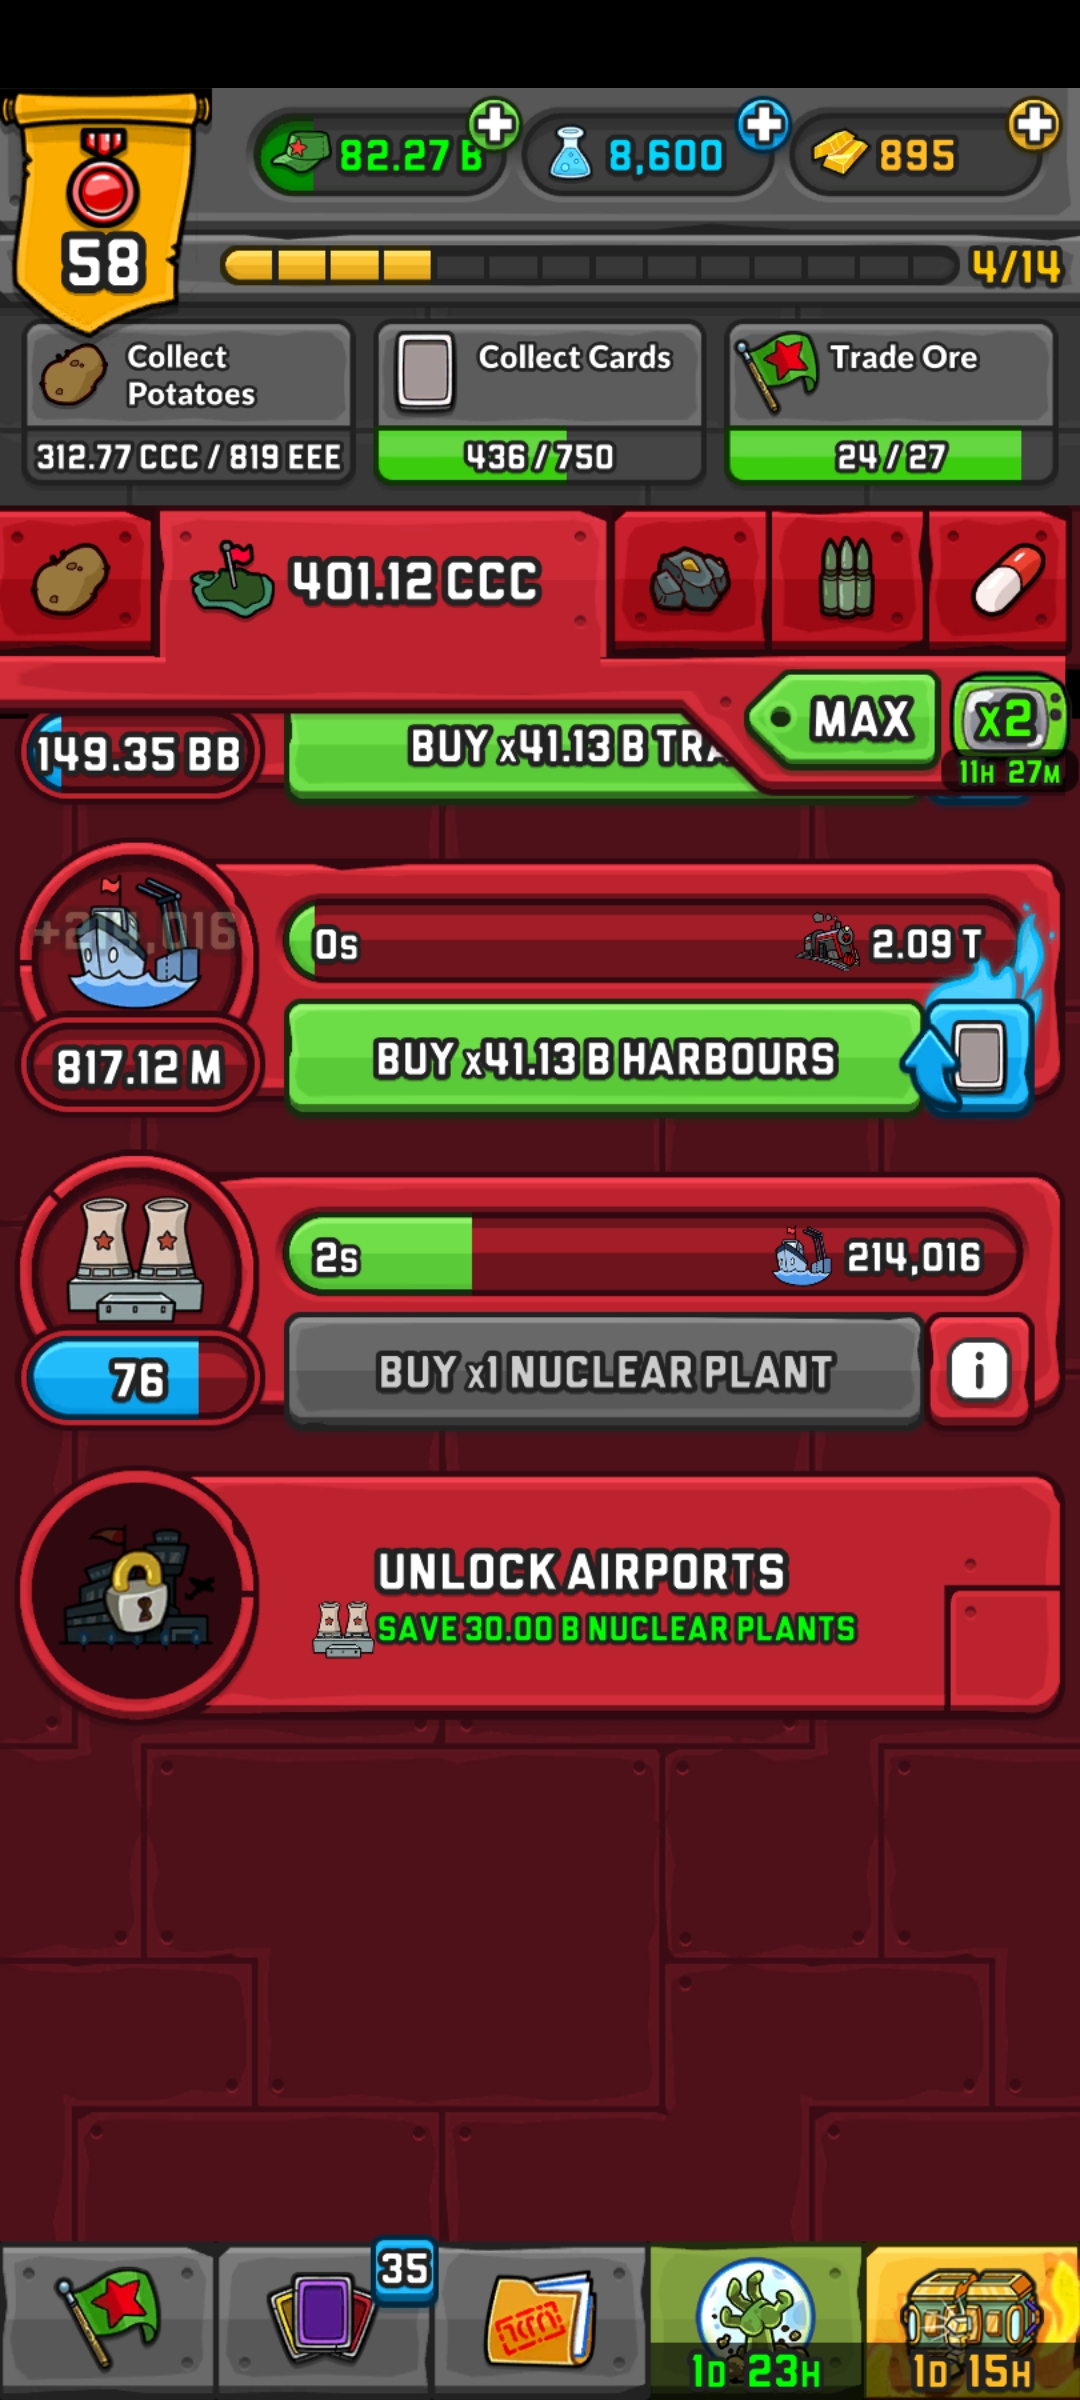 82.27 B
8,600
895
58
4/14
Collect
Potatoes
Collect Cards
Trade Ore
312.77 CCC / 819 EEE
436 / 750
24 / 27
401.12 CCC
MAX
x2
11H 27M
149.35 BB
BUY x41.13 B TRA
+214,016
0s
2.09 T
817.12 M
BUY x41.13 B HARBOURS
2s
214,016
76
BUY x1 NUCLEAR PLANT
i
UNLOCK AIRPORTS
SAVE 30.00 B NUCLEAR PLANTS
35
1D 23H
1D 15H